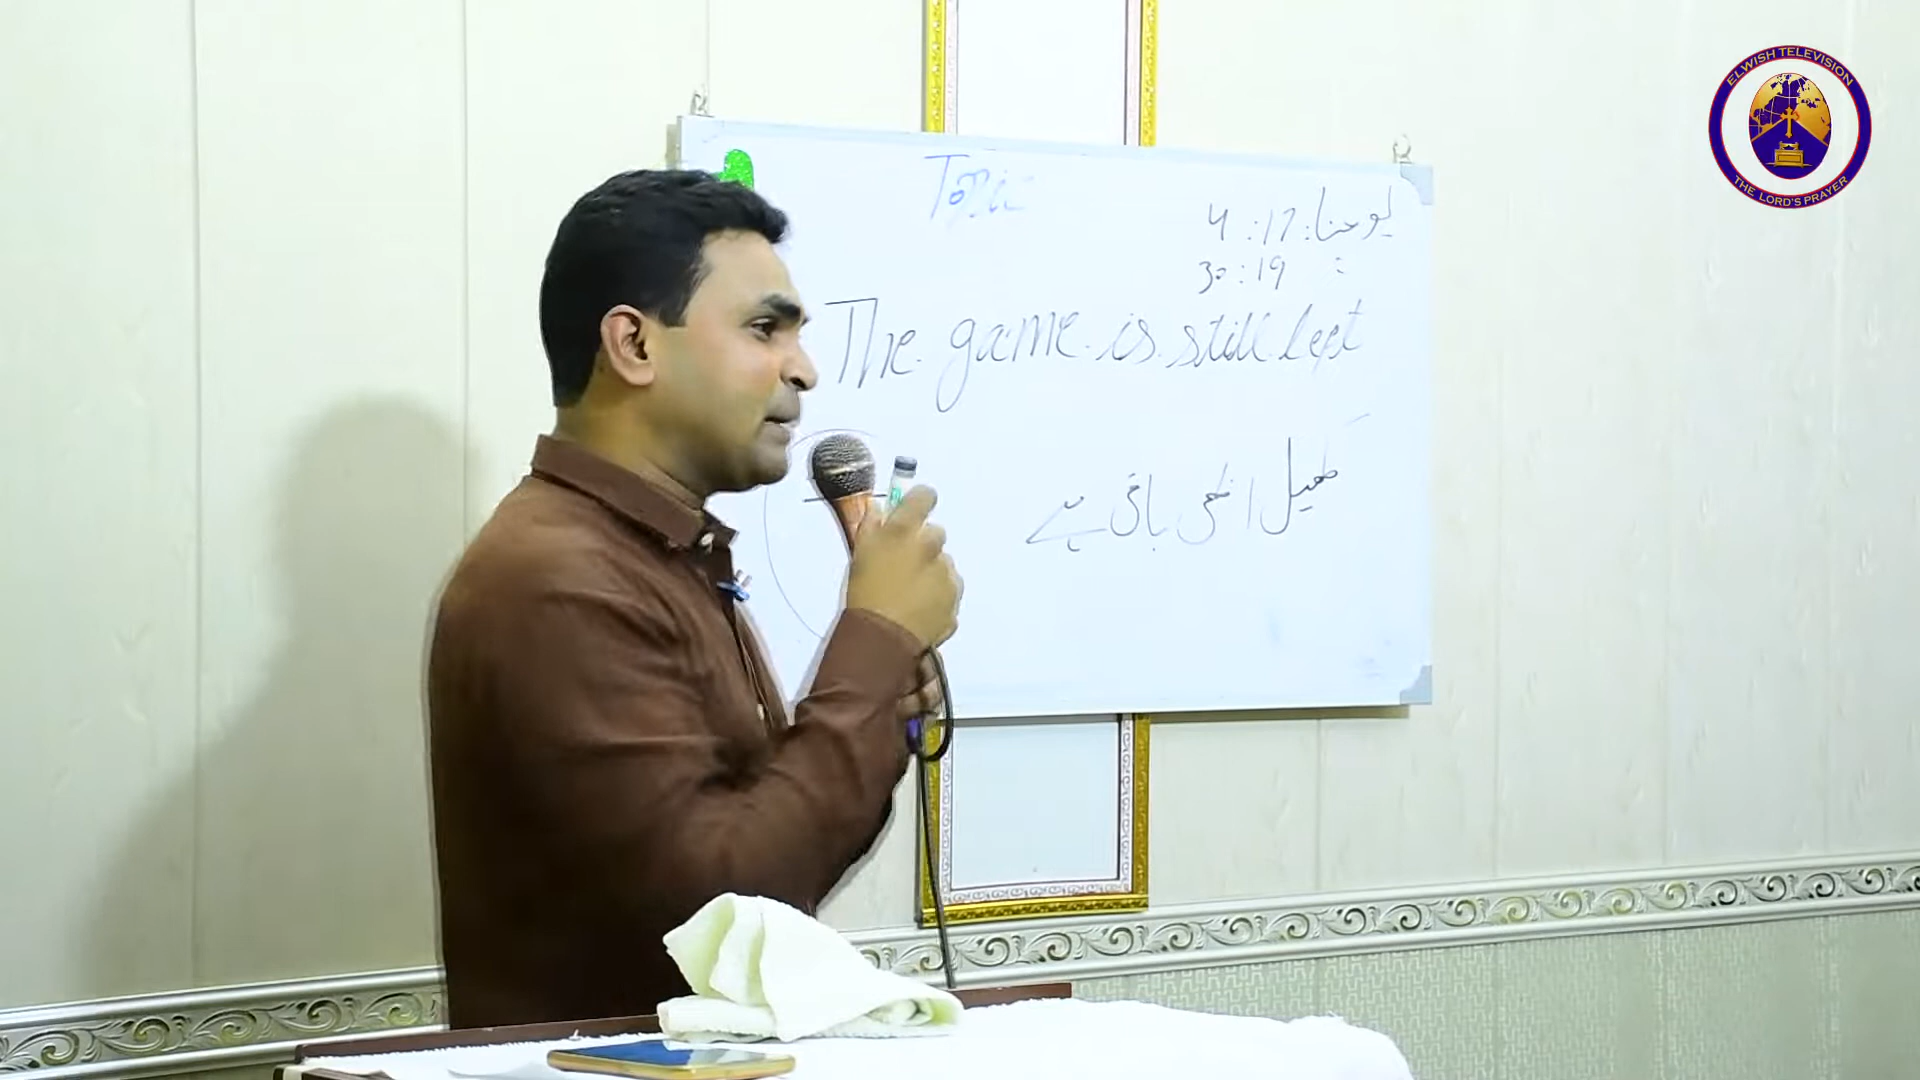 Topic
یوحنا: 17: 4
: 19: 30
The game is still left
کھیل ابھی باقی ہے
ELWISH TELEVISION
THE LORD'S PRAYER